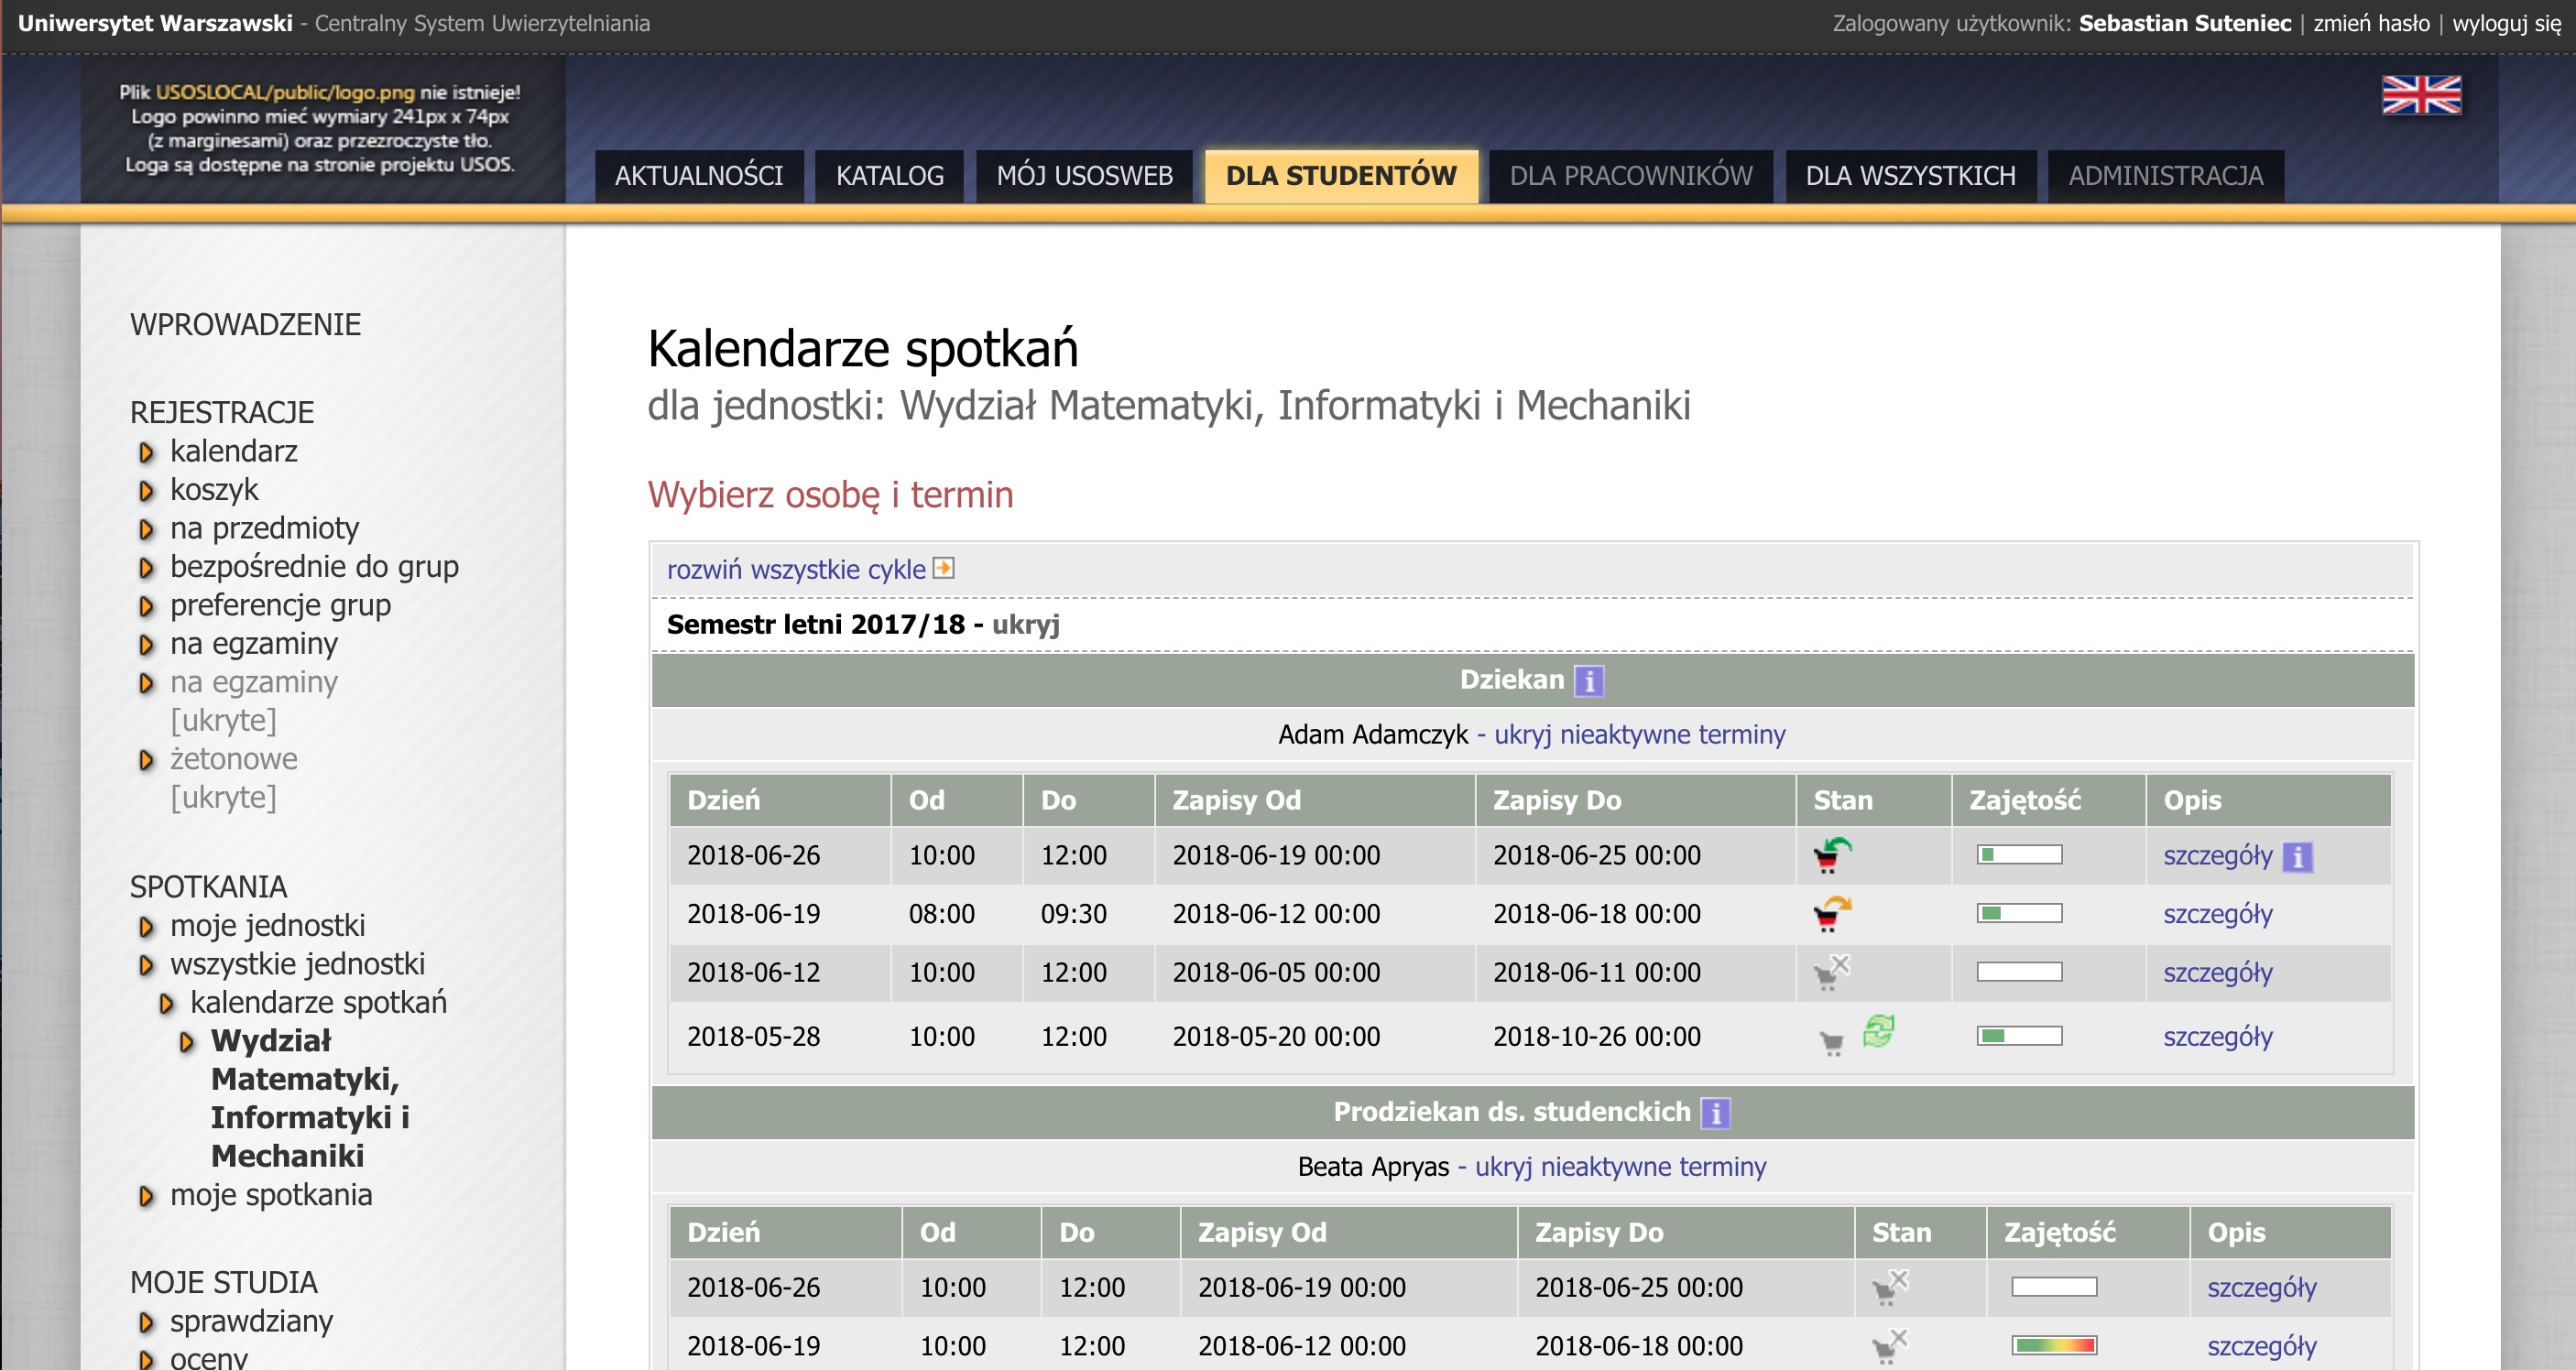 Uniwersytet Warszawski - Centralny System Uwierzytelniania
Zalogowany użytkownik: Sebastian Suteniec | zmień hasło | wyloguj się
Plik USOSLOCAL/public/logo.png nie istnieje!
Logo powinno mieć wymiary 241px x 74px
(z marginesami) oraz przezroczyste tło.
Loga są dostępne na stronie projektu USOS.
AKTUALNOŚCI KATALOG MÓJ USOSWEB DLA STUDENTÓW DLA PRACOWNIKÓW DLA WSZYSTKICH ADMINISTRACJA
WPROWADZENIE
REJESTRACJE
kalendarz
koszyk
na przedmioty
bezpośrednie do grup
preferencje grup
na egzaminy
na egzaminy
[ukryte]
żetonowe
[ukryte]
SPOTKANIA
moje jednostki
wszystkie jednostki
kalendarze spotkań
Wydział
Matematyki,
Informatyki i
Mechaniki
moje spotkania
MOJE STUDIA
sprawdziany
oceny
Kalendarze spotkań
dla jednostki: Wydział Matematyki, Informatyki i Mechaniki
Wybierz osobę i termin
rozwiń wszystkie cykle
Semestr letni 2017/18 - ukryj
Dziekan i
Adam Adamczyk - ukryj nieaktywne terminy
Dzień Od Do Zapisy Od Zapisy Do Stan Zajętość Opis
2018-06-26 10:00 12:00 2018-06-19 00:00 2018-06-25 00:00 szczegóły i
2018-06-19 08:00 09:30 2018-06-12 00:00 2018-06-18 00:00 szczegóły
2018-06-12 10:00 12:00 2018-06-05 00:00 2018-06-11 00:00 szczegóły
2018-05-28 10:00 12:00 2018-05-20 00:00 2018-10-26 00:00 szczegóły
Prodziekan ds. studenckich i
Beata Apryas - ukryj nieaktywne terminy
Dzień Od Do Zapisy Od Zapisy Do Stan Zajętość Opis
2018-06-26 10:00 12:00 2018-06-19 00:00 2018-06-25 00:00 szczegóły
2018-06-19 10:00 12:00 2018-06-12 00:00 2018-06-18 00:00 szczegóły